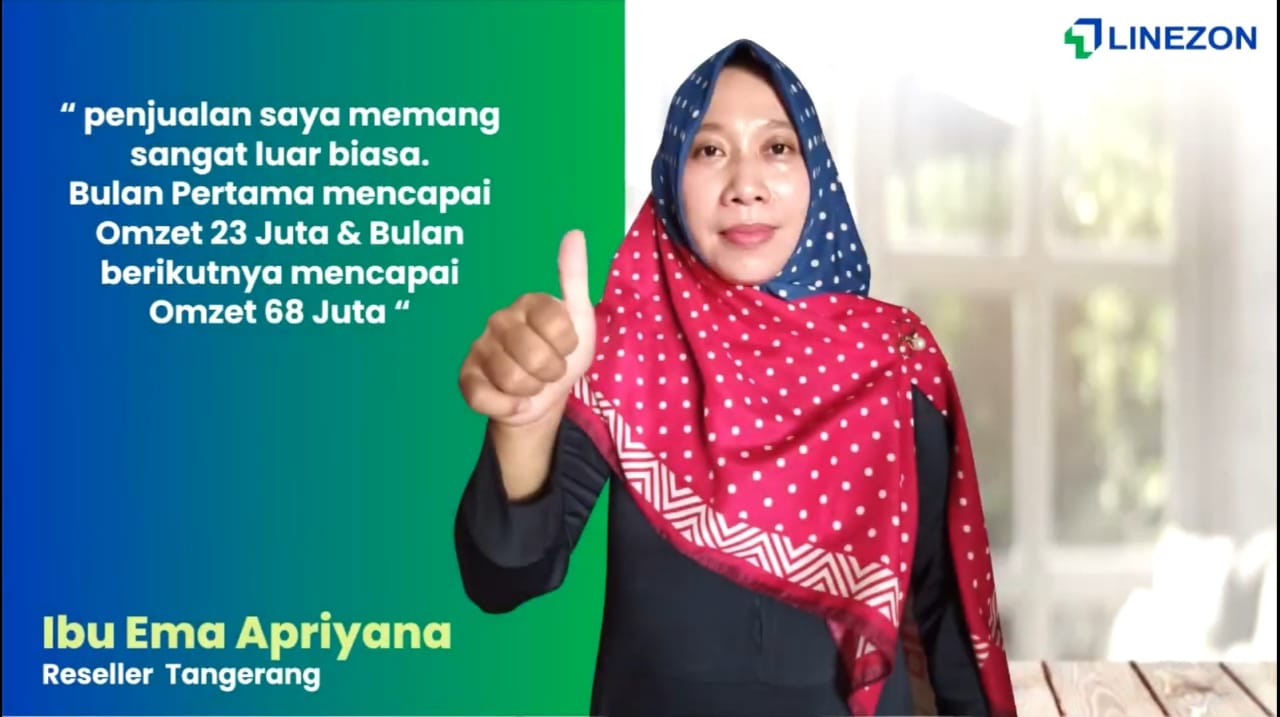 LINEZON
“ penjualan saya memang
sangat luar biasa.
Bulan Pertama mencapai
Omzet 23 Juta & Bulan
berikutnya mencapai
Omzet 68 Juta “
Ibu Ema Apriyana
Reseller Tangerang